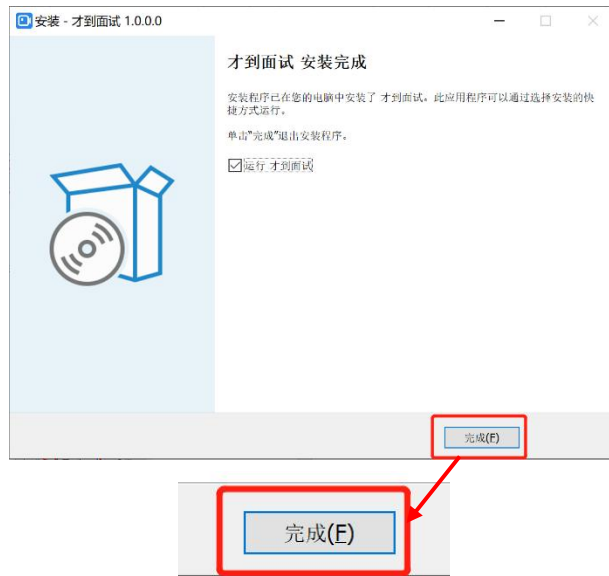 安装 - 才到面试 1.0.0.0
才到面试 安装完成
安装程序已在您的电脑中安装了 才到面试。此应用程序可以通过选择安装的快
捷方式运行。
单击"完成"退出安装程序。
运行 才到面试
完成(F)
完成(F)